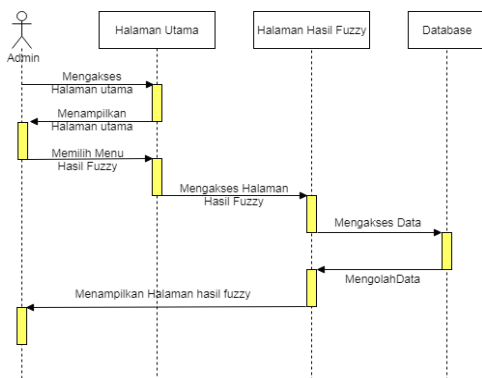 Halaman Utama
Halaman Hasil Fuzzy
Database
Admin
Mengakses
Halaman utama
Menampilkan
Halaman utama
Memilih Menu
Hasil Fuzzy
Mengakses Halaman
Hasil Fuzzy
Mengakses Data
MengolahData
Menampilkan Halaman hasil fuzzy